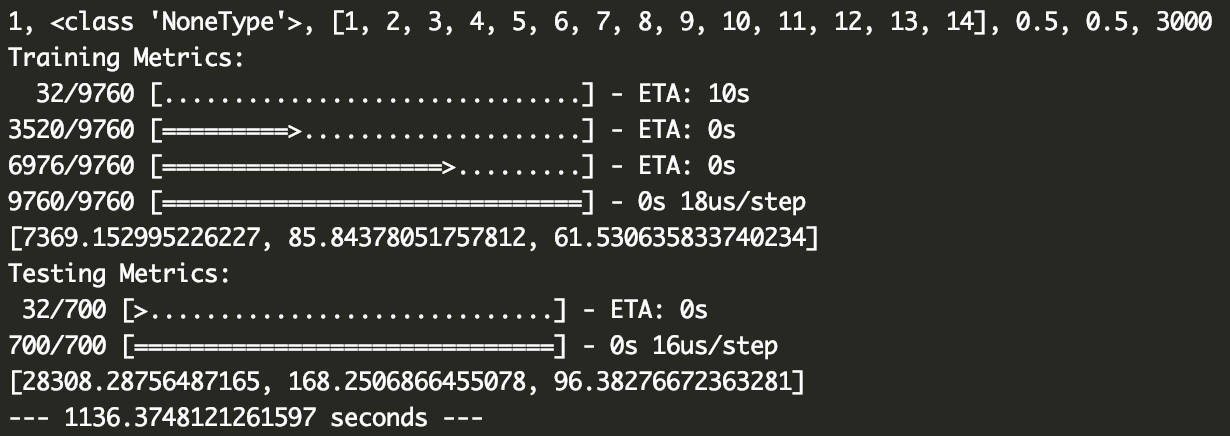 1, <class 'NoneType'>, [1, 2, 3, 4, 5, 6, 7, 8, 9, 10, 11, 12, 13, 14], 0.5, 0.5, 3000
Training Metrics:
  32/9760 [..............................] - ETA: 10s
3520/9760 [=========>....................] - ETA: 0s
6976/9760 [====================>.........] - ETA: 0s
9760/9760 [==============================] - 0s 18us/step
[7369.152995226227, 85.84378051757812, 61.530635833740234]
Testing Metrics:
 32/700 [>.............................] - ETA: 0s
700/700 [==============================] - 0s 16us/step
[28308.28756487165, 168.2506866455078, 96.38276672363281]
--- 1136.3748121261597 seconds ---